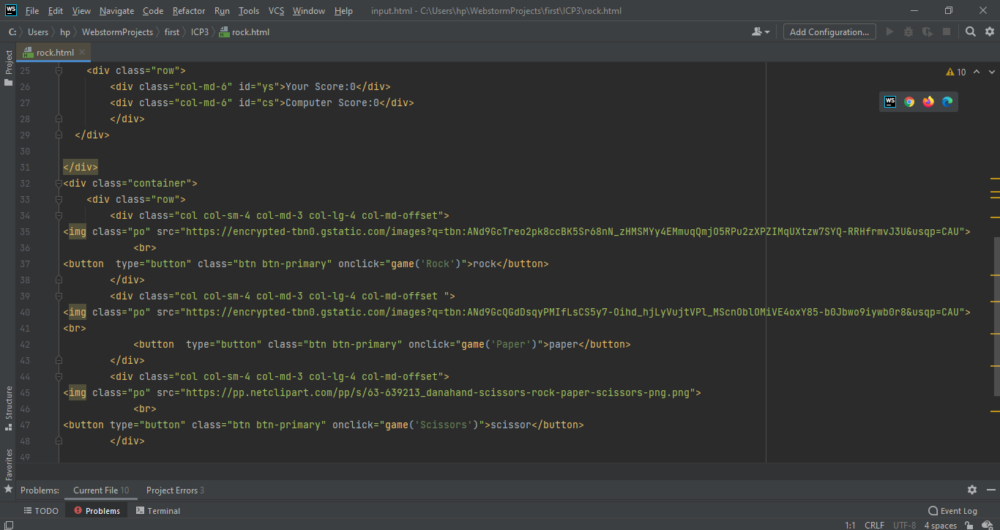 WS File Edit View Navigate Code Refactor Run Tools VCS Window Help input.html - C:\Users\hp\WebstormProjects\first\ICP3\rock.html
C: Users hp WebstormProjects first ICP3 rock.html Add Configuration...
Project
rock.html
10
WS
25 <div class="row">
26 <div class="col-md-6" id="ys">Your Score:0</div>
27 <div class="col-md-6" id="cs">Computer Score:0</div>
28 </div>
29 </div>
30
31 </div>
32 <div class="container">
33 <div class="row">
34 <div class="col col-sm-4 col-md-3 col-lg-4 col-md-offset">
35 <img class="po" src="https://encrypted-tbn0.gstatic.com/images?q=tbn:ANd9GcTreo2pk8ccBK5Sr68nN_zHMSMYy4EMmuqQmjO5RPu2zXPZIMqUXtzw7SYQ-RRHfrmvJ3U&usqp=CAU">
36 <br>
37 <button type="button" class="btn btn-primary" onclick="game('Rock')">rock</button>
38 </div>
39 <div class="col col-sm-4 col-md-3 col-lg-4 col-md-offset ">
40 <img class="po" src="https://encrypted-tbn0.gstatic.com/images?q=tbn:ANd9GcQGdDsqyPMIfLsCS5y7-Oihd_hjLyVujtVPl_MScnOblOMiVE4oxY85-b0Jbwo9iywb0r8&usqp=CAU">
41 <br>
42 <button type="button" class="btn btn-primary" onclick="game('Paper')">paper</button>
43 </div>
44 <div class="col col-sm-4 col-md-3 col-lg-4 col-md-offset">
45 <img class="po" src="https://pp.netclipart.com/pp/s/63-639213_danahand-scissors-rock-paper-scissors-png.png">
46 <br>
47 <button type="button" class="btn btn-primary" onclick="game('Scissors')">scissor</button>
48 </div>
49
Structure
Favorites
Problems: Current File 10 Project Errors 3
TODO Problems Terminal Event Log
1:1 CRLF UTF-8 4 spaces